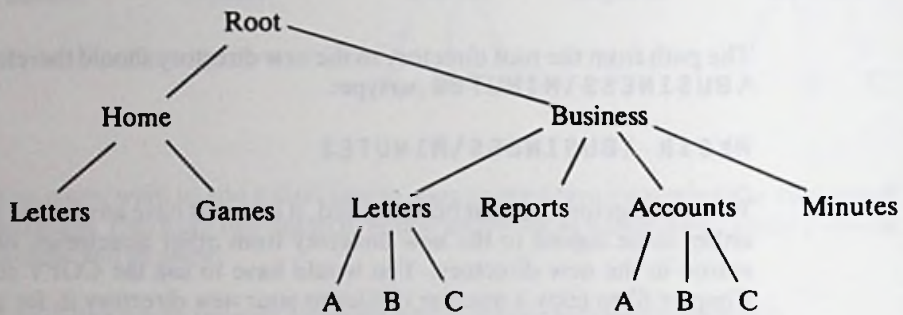 Root
Home Business
Letters Games Letters Reports Accounts Minutes
A B C A B C